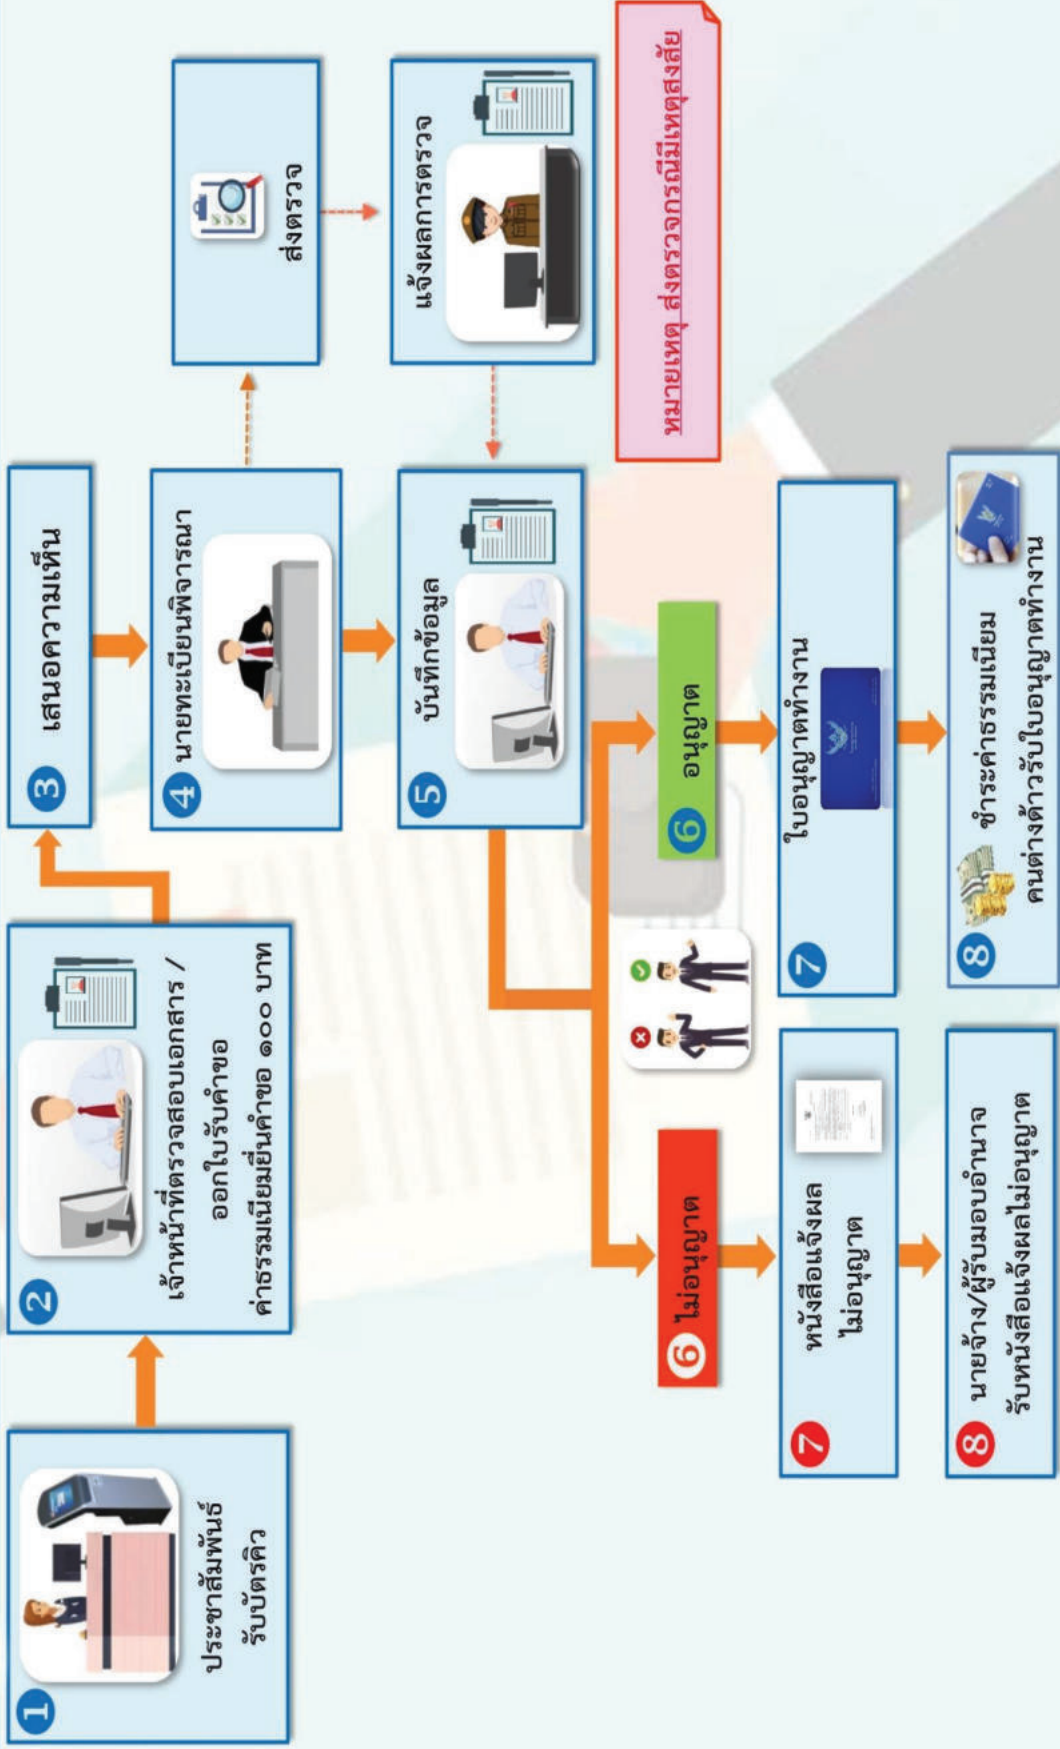 1
ประชาสัมพันธ์
รับบัตรคิว
2
เจ้าหน้าที่ตรวจสอบเอกสาร /
ออกใบรับคำขอ
ค่าธรรมเนียมยื่นคำขอ ๑๐๐ บาท
3 เสนอความเห็น
4 นายทะเบียนพิจารณา
ส่งตรวจ
แจ้งผลการตรวจ
5 บันทึกข้อมูล
หมายเหตุ ส่งตรวจกรณีมีเหตุสงสัย
6 ไม่อนุญาต
7 หนังสือแจ้งผล
ไม่อนุญาต
8 นายจ้าง/ผู้รับมอบอำนาจ
รับหนังสือแจ้งผลไม่อนุญาต
6 อนุญาต
7 ใบอนุญาตทำงาน
8 ชำระค่าธรรมเนียม
คนต่างด้าวรับใบอนุญาตทำงาน